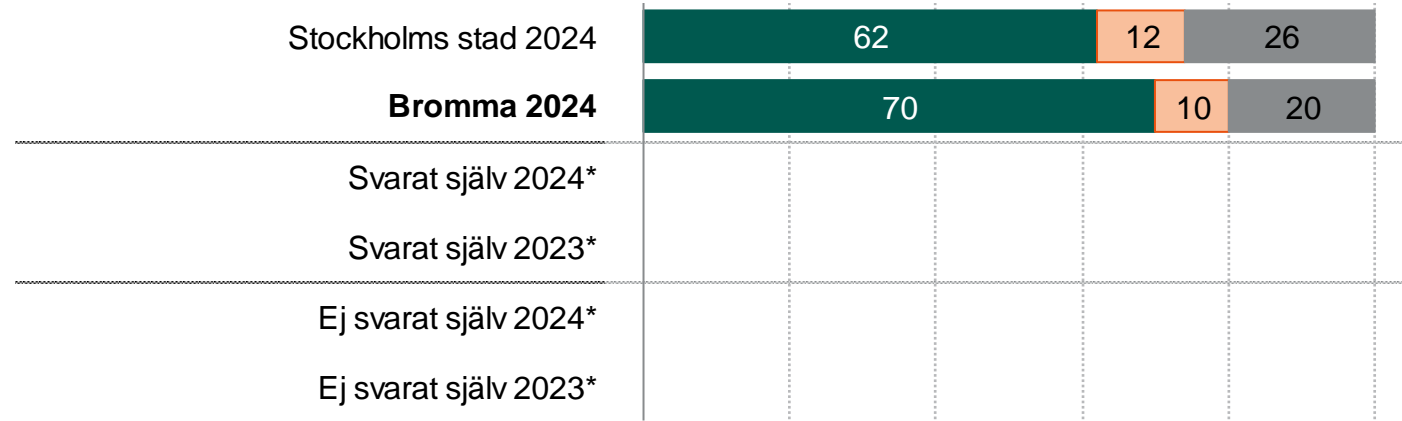 Stockholms stad 2024 62 12 26
Bromma 2024 70 10 20
Svarat själv 2024*
Svarat själv 2023*
Ej svarat själv 2024*
Ej svarat själv 2023*